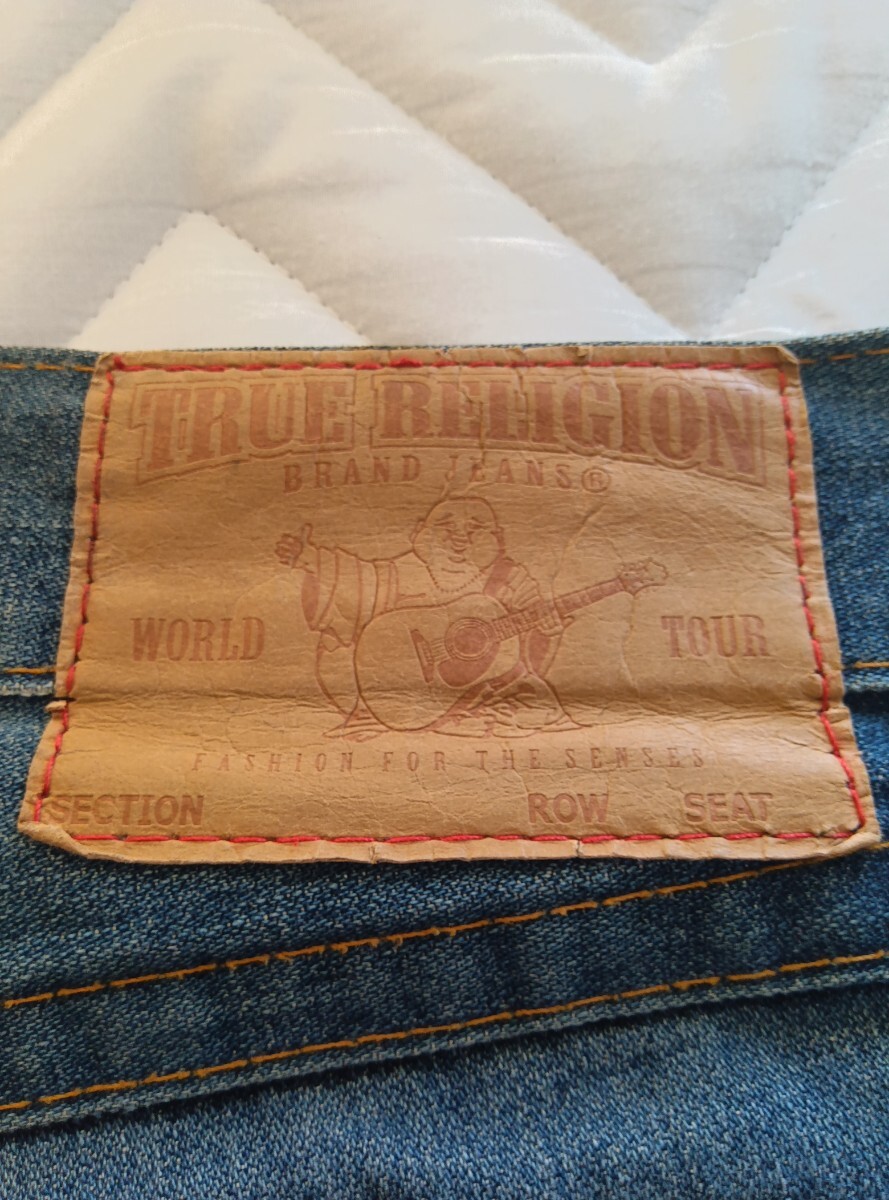 TRUE RELIGION
BRAND JEANS®
WORLD TOUR
FASHION FOR THE SENSES
SECTION ROW SEAT